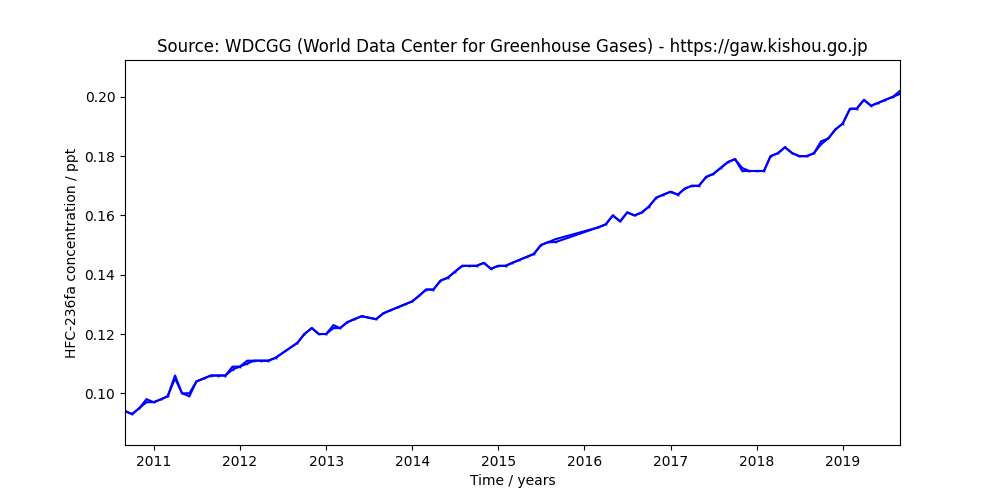 Source: WDCGG (World Data Center for Greenhouse Gases) - https://gaw.kishou.go.jp
HFC-236fa concentration / ppt
0.20
0.18
0.16
0.14
0.12
0.10
2011 2012 2013 2014 2015 2016 2017 2018 2019
Time / years